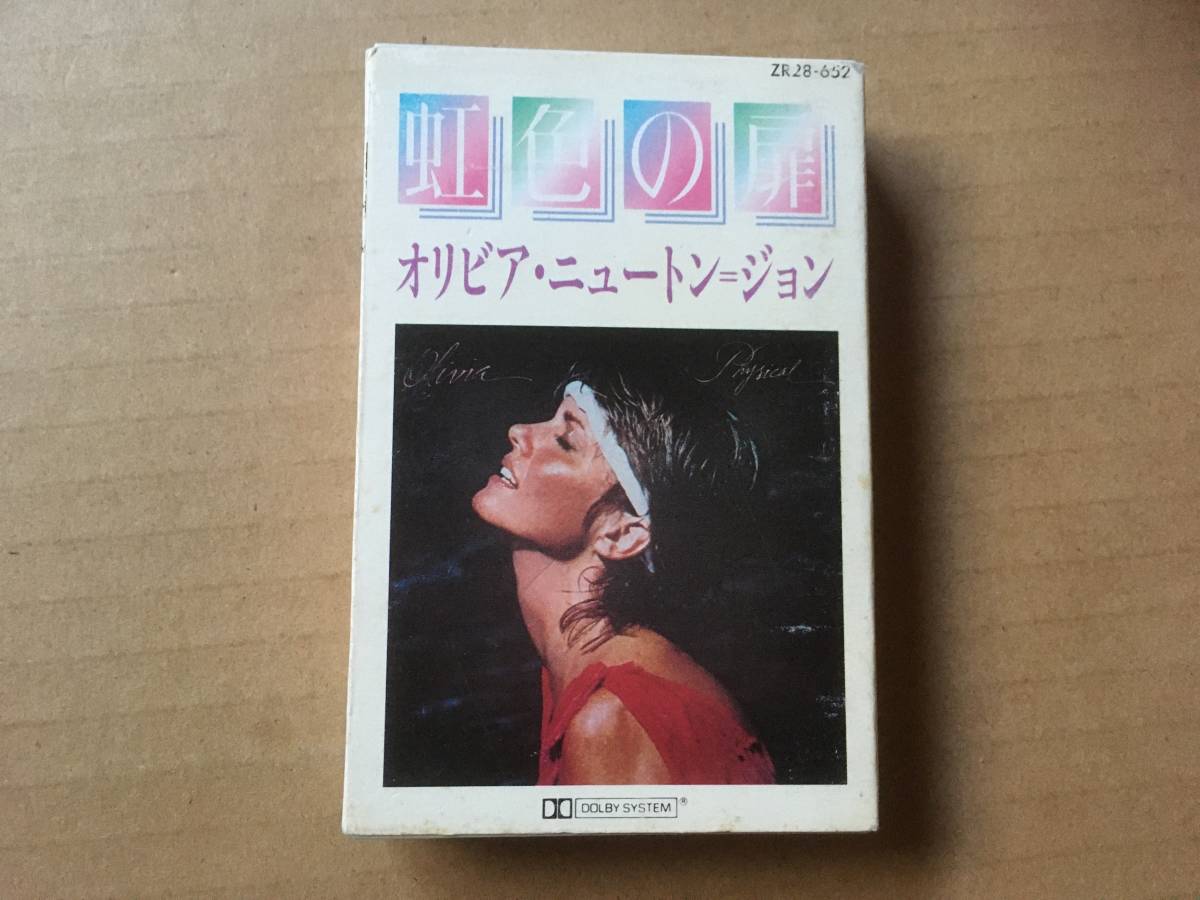 ZR28-652
虹色の扉
オリビア・ニュートン=ジョン
Olivia Physical
DOLBY SYSTEM ®